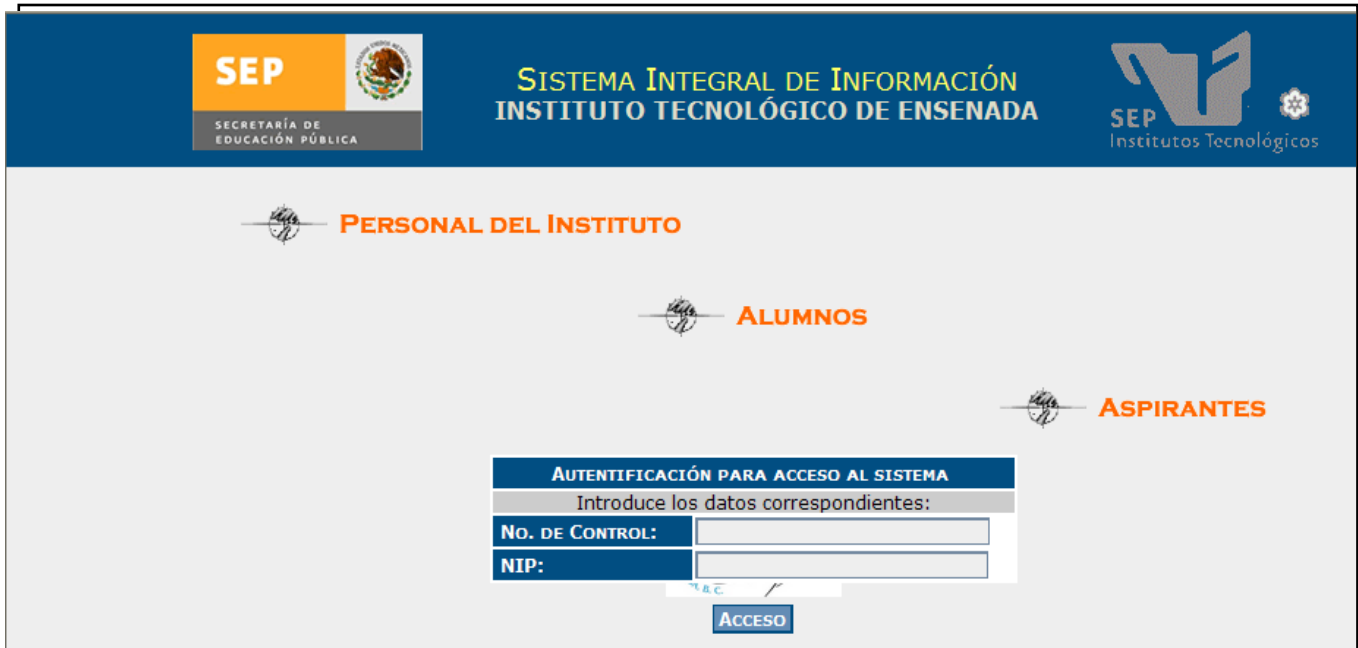 SEP
SECRETARÍA DE
EDUCACIÓN PÚBLICA
SISTEMA INTEGRAL DE INFORMACIÓN
INSTITUTO TECNOLÓGICO DE ENSENADA
SEP
Institutos Tecnológicos
PERSONAL DEL INSTITUTO
ALUMNOS
ASPIRANTES
AUTENTIFICACIÓN PARA ACCESO AL SISTEMA
Introduce los datos correspondientes:
NO. DE CONTROL:
NIP:
ACCESO